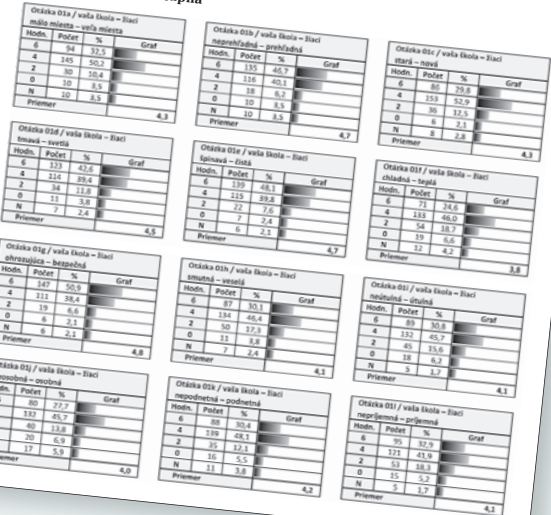 Otázka 01a / vaša škola – žiaci
málo miesta – veľa miesta
Hodn. Počet % Graf
6 94 32,5
4 145 50,2
2 30 10,4
0 10 3,5
N 10 3,5
Priemer 4,3
Otázka 01b / vaša škola – žiaci
neprehľadná – prehľadná
Hodn. Počet % Graf
6 135 46,7
4 116 40,1
2 18 6,2
0 10 3,5
N 10 3,5
Priemer 4,7
Otázka 01c / vaša škola – žiaci
stará – nová
Hodn. Počet % Graf
6 86 29,8
4 153 52,9
2 36 12,5
0 6 2,1
N 8 2,8
Priemer 4,3
Otázka 01d / vaša škola – žiaci
tmavá – svetlá
Hodn. Počet % Graf
6 123 42,6
4 114 39,4
2 34 11,8
0 11 3,8
N 7 2,4
Priemer 4,5
Otázka 01e / vaša škola – žiaci
špinavá – čistá
Hodn. Počet % Graf
6 139 48,1
4 115 39,8
2 22 7,6
0 7 2,4
N 6 2,1
Priemer 4,7
Otázka 01f / vaša škola – žiaci
chladná – teplá
Hodn. Počet % Graf
6 71 24,6
4 133 46,0
2 54 18,7
0 19 6,6
N 12 4,2
Priemer 3,8
Otázka 01g / vaša škola – žiaci
ohrozujúca – bezpečná
Hodn. Počet % Graf
6 147 50,9
4 111 38,4
2 19 6,6
0 6 2,1
N 6 2,1
Priemer 4,8
Otázka 01h / vaša škola – žiaci
smutná – veselá
Hodn. Počet % Graf
6 87 30,1
4 134 46,4
2 50 17,3
0 11 3,8
N 7 2,4
Priemer 4,1
Otázka 01i / vaša škola – žiaci
neútulná – útulná
Hodn. Počet % Graf
6 89 30,8
4 132 45,7
2 45 15,6
0 18 6,2
N 5 1,7
Priemer 4,1
01j / vaša škola – žiaci
– osobná
Počet % Graf
80 27,7
132 45,7
40 13,8
20 6,9
17 5,9
4,0
Otázka 01k / vaša škola – žiaci
nepodnetná – podnetná
Hodn. Počet % Graf
6 88 30,4
4 139 48,1
2 35 12,1
0 16 5,5
N 11 3,8
Priemer 4,2
Otázka 01l / vaša škola – žiaci
nepríjemná – príjemná
Hodn. Počet % Graf
6 95 32,9
4 121 41,9
2 53 18,3
0 15 5,2
N 5 1,7
Priemer 4,1